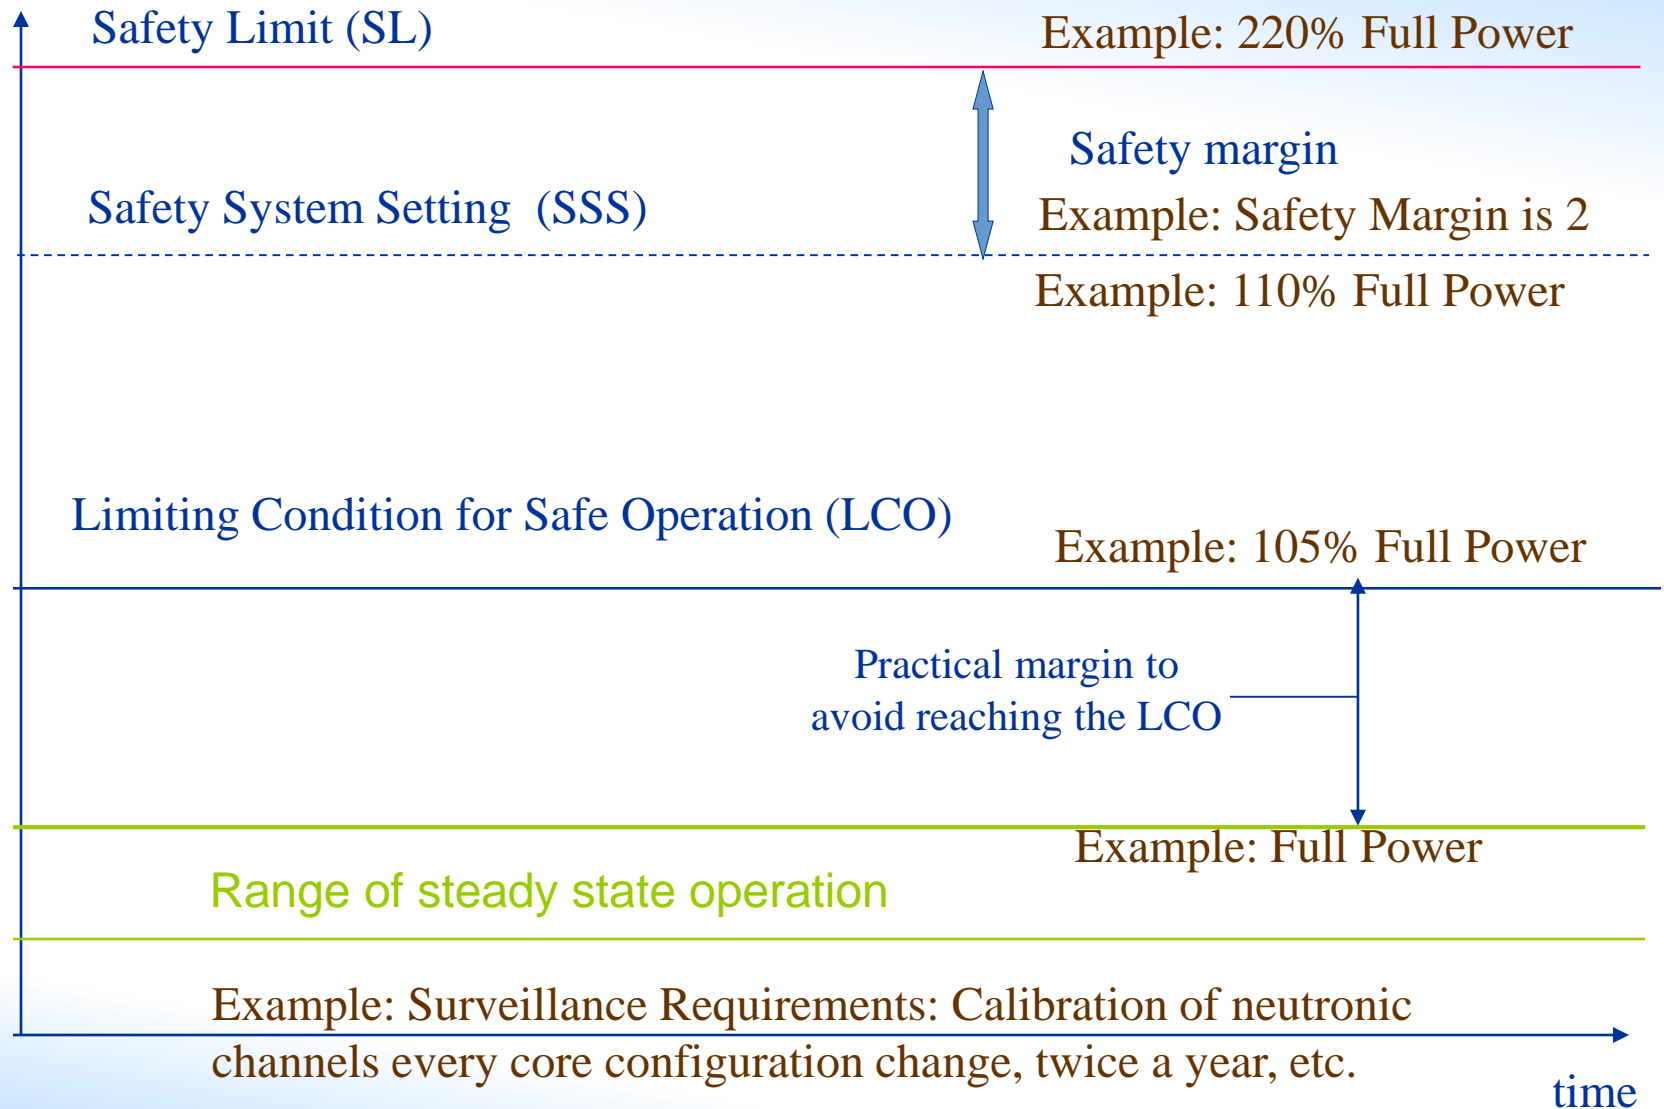 Safety Limit (SL)
Example: 220% Full Power
Safety margin
Safety System Setting (SSS)
Example: Safety Margin is 2
Example: 110% Full Power
Limiting Condition for Safe Operation (LCO)
Example: 105% Full Power
Practical margin to
avoid reaching the LCO
Example: Full Power
Range of steady state operation
Example: Surveillance Requirements: Calibration of neutronic
channels every core configuration change, twice a year, etc.
time